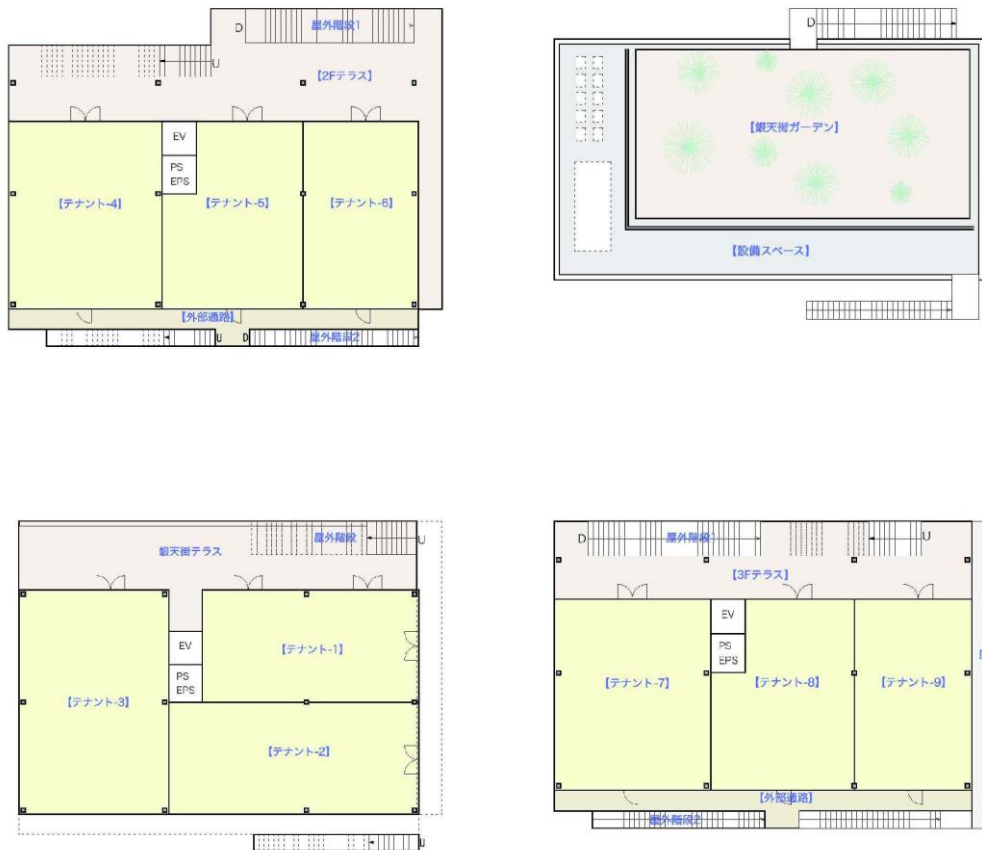 D
屋外階段1
U
【2Fテラス】
EV
PS
EPS
【テナント-4】
【テナント-5】
【テナント-6】
【外部通路】
U
D
屋外階段2
D
【銀天街ガーデン】
【設備スペース】
銀天街テラス
屋外階段
U
EV
【テナント-1】
PS
EPS
【テナント-3】
【テナント-2】
U
D
屋外階段1
U
【3Fテラス】
EV
PS
EPS
【テナント-7】
【テナント-8】
【テナント-9】
【外部通路】
屋外階段2